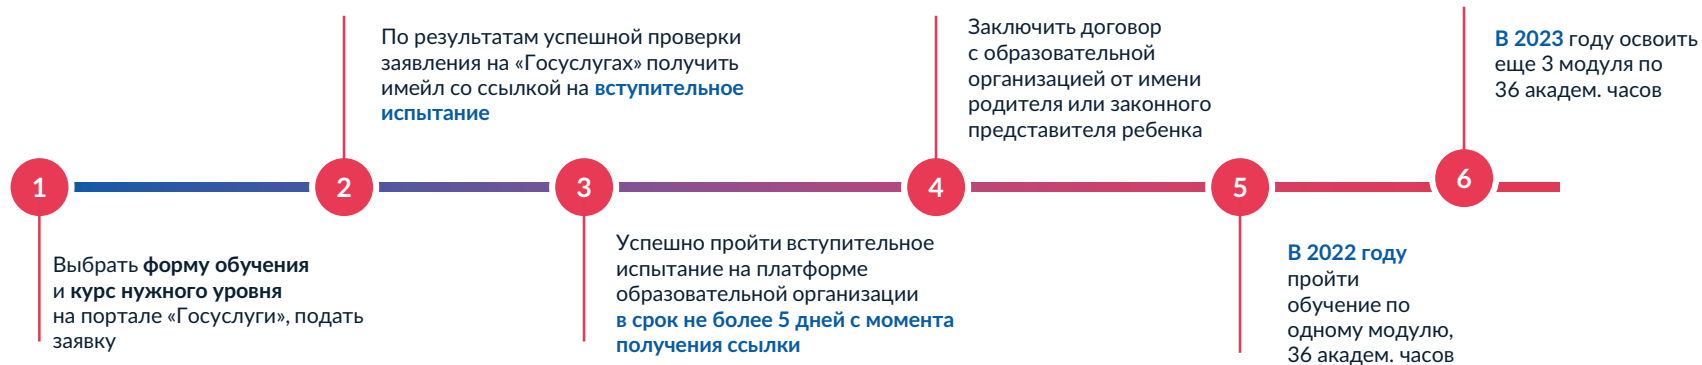 1
Выбрать форму обучения
и курс нужного уровня
на портале «Госуслуги», подать
заявку
2
По результатам успешной проверки
заявления на «Госуслугах» получить
имейл со ссылкой на вступительное
испытание
3
Успешно пройти вступительное
испытание на платформе
образовательной организации
в срок не более 5 дней с момента
получения ссылки
4
Заключить договор
с образовательной
организацией от имени
родителя или законного
представителя ребенка
5
В 2022 году
пройти
обучение по
одному модулю,
36 академ. часов
6
В 2023 году освоить
еще 3 модуля по
36 академ. часов